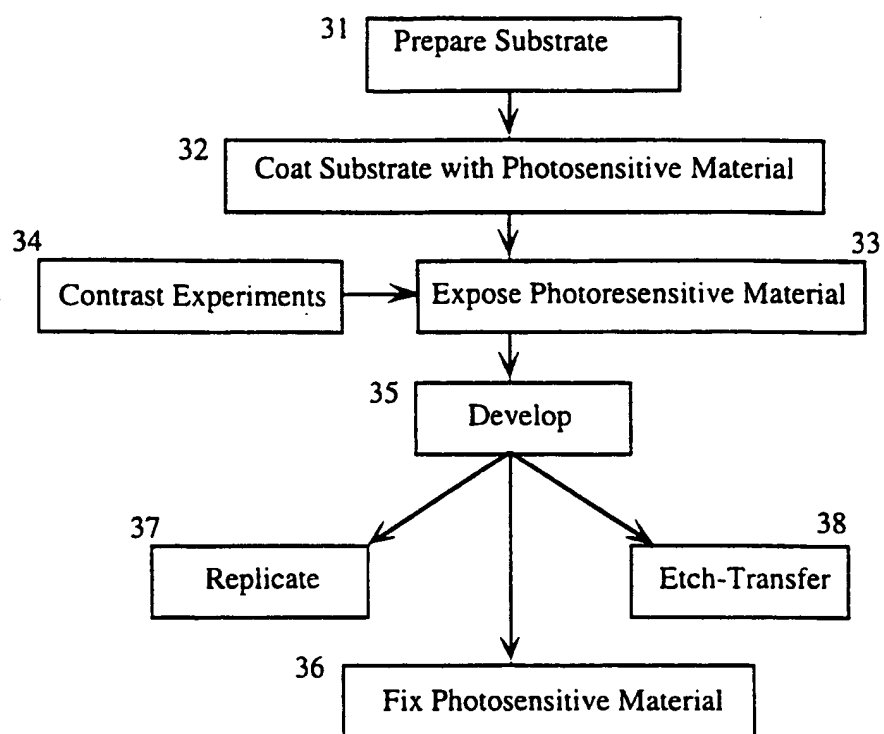 31
Prepare Substrate
32
Coat Substrate with Photosensitive Material
34
33
Contrast Experiments
Expose Photoresensitive Material
35
Develop
37
38
Replicate
Etch-Transfer
36
Fix Photosensitive Material